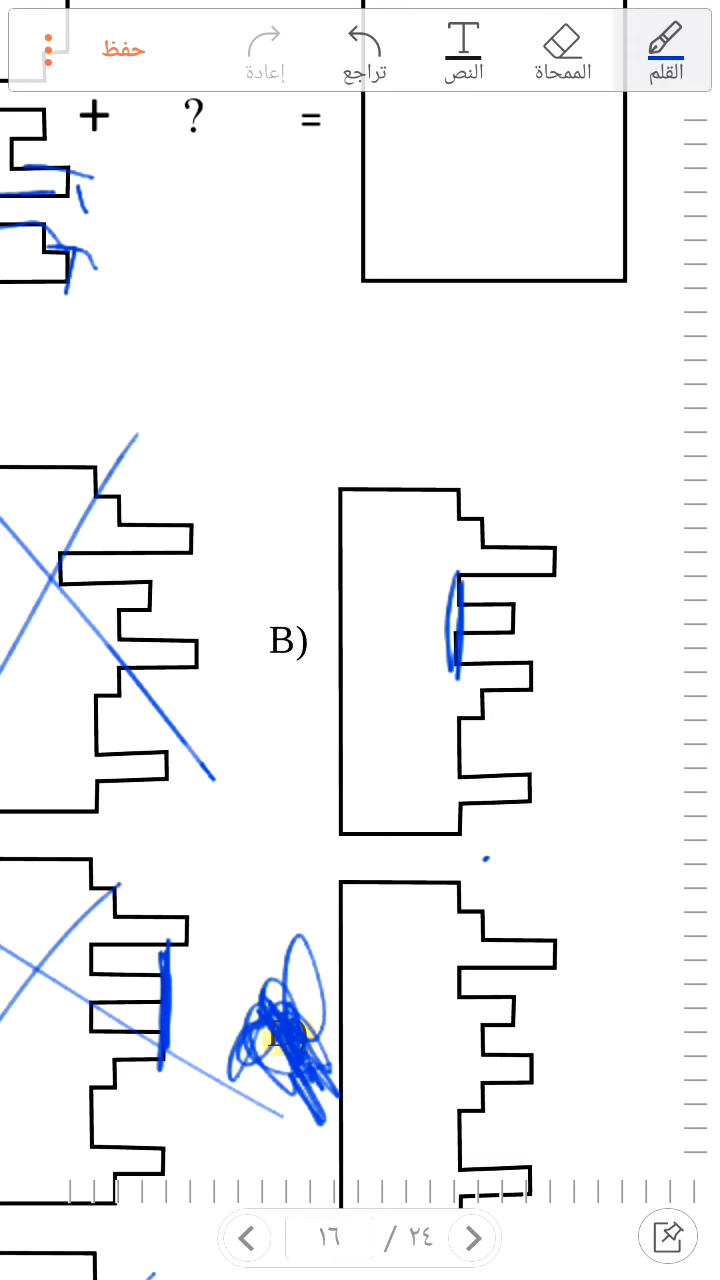 حفظ إعادة تراجع النص الممحاة القلم
+ ? =
B)
١٦ / ٢٤